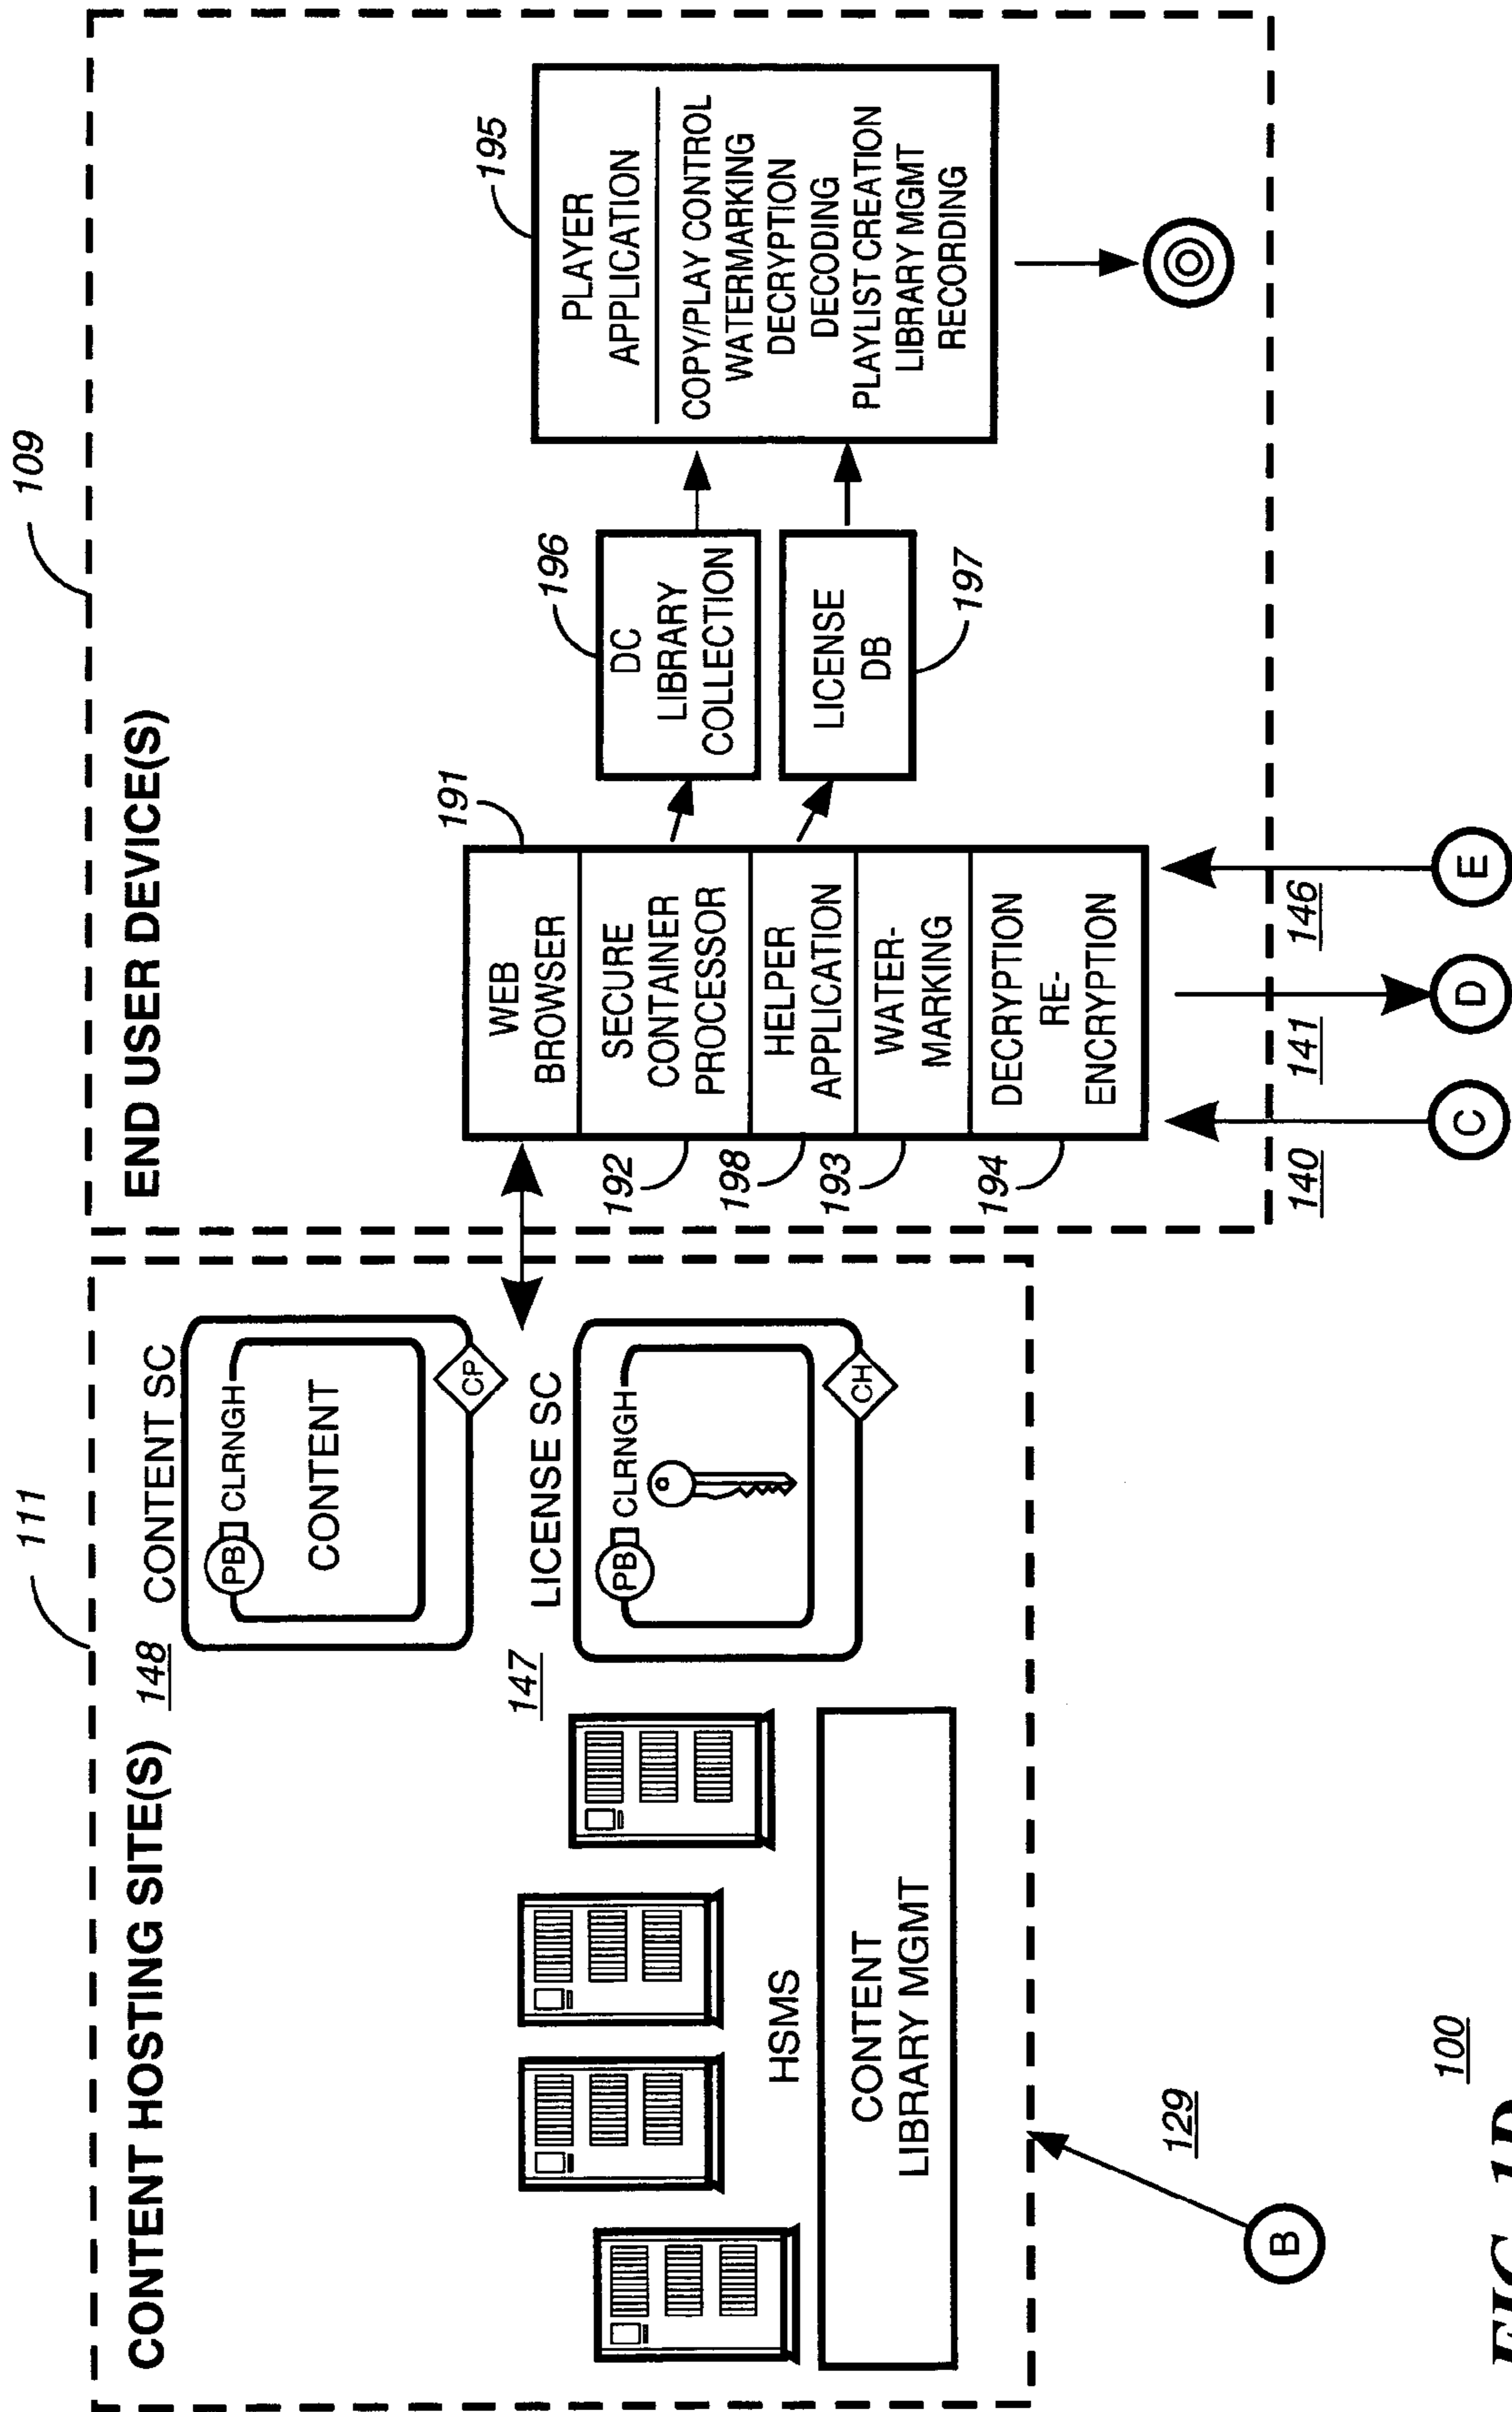 111
109
CONTENT HOSTING SITE(S)
148
CONTENT SC
PB
CLRNGH
CONTENT
CP
147
LICENSE SC
PB
CLRNGH
CH
HSMS
CONTENT
LIBRARY MGMT
B
129
END USER DEVICE(S)
191
WEB
BROWSER
192
SECURE
CONTAINER
PROCESSOR
198
HELPER
APPLICATION
193
WATER-
MARKING
194
DECRYPTION
RE-
ENCRYPTION
196
DC
LIBRARY
COLLECTION
LICENSE
DB
197
195
PLAYER
APPLICATION
COPY/PLAY CONTROL
WATERMARKING
DECRYPTION
DECODING
PLAYLIST CREATION
LIBRARY MGMT
RECORDING
140
141
146
C
D
E
100
FIG. 1D